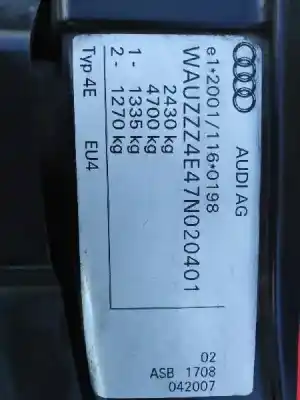 AUDI AG
e1*2001/116*0198
WAUZZZ4E47N020401
2430 kg
4700 kg
1 - 1335 kg
2 - 1270 kg
Typ 4E EU4
02
ASB 1708
042007